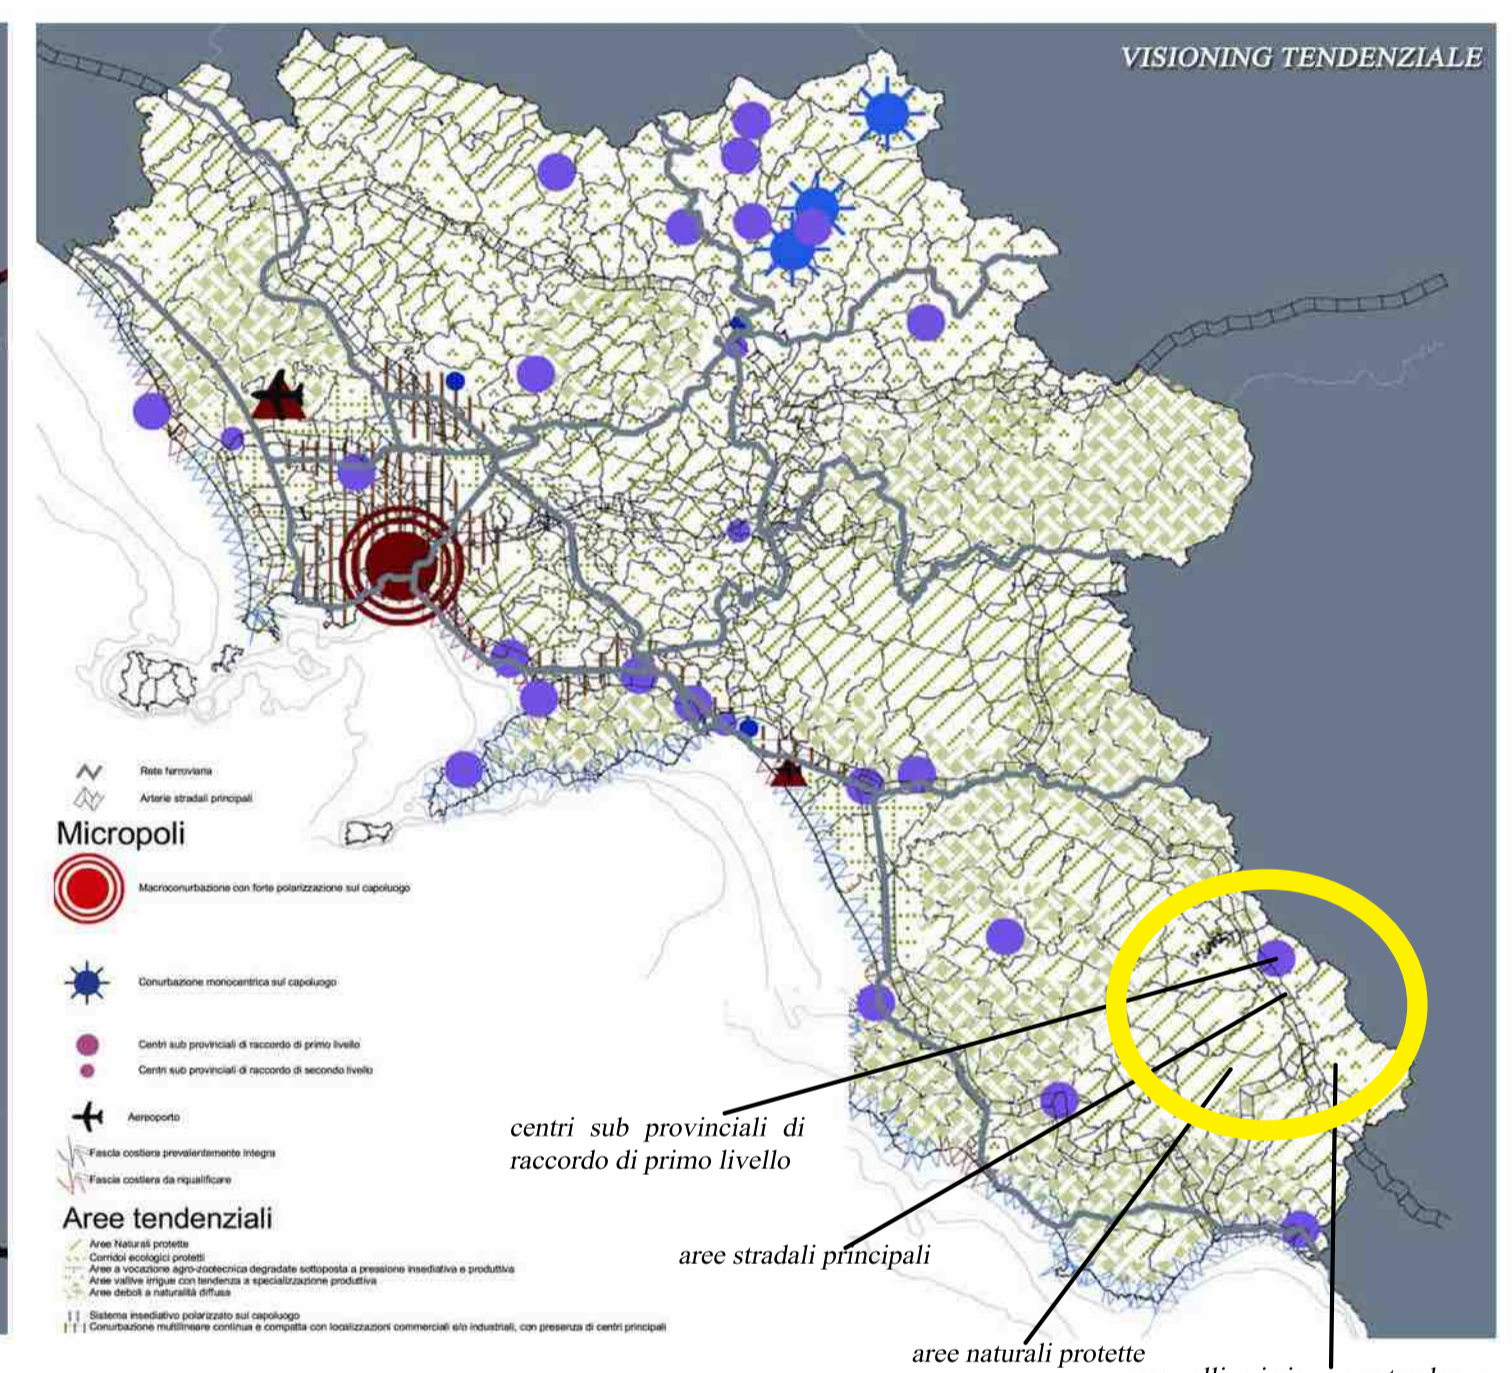 VISIONING TENDENZIALE
Rete ferroviaria
Arterie stradali principali
Micropoli
Macroconurbazione con forte polarizzazione sul capoluogo
Conurbazione monocentrica sul capoluogo
Centri sub provinciali di raccordo di primo livello
Centri sub provinciali di raccordo di secondo livello
Aereoporto
Fascia costiera prevalentemente integra
Fascia costiera da riqualificare
Aree tendenziali
Aree Naturali protette
Corridoi ecologici protetti
Aree a vocazione agro-zootecnica degradate sottoposta a pressione insediativa e produttiva
Aree vallive irrigue con tendenza a specializzazione produttiva
Aree deboli a naturalità diffusa
Sistema insediativo polarizzato sul capoluogo
Conurbazione multilineare continua e compatta con localizzazioni commerciali e/o industriali, con presenza di centri principali
centri sub provinciali di
raccordo di primo livello
aree stradali principali
aree naturali protette